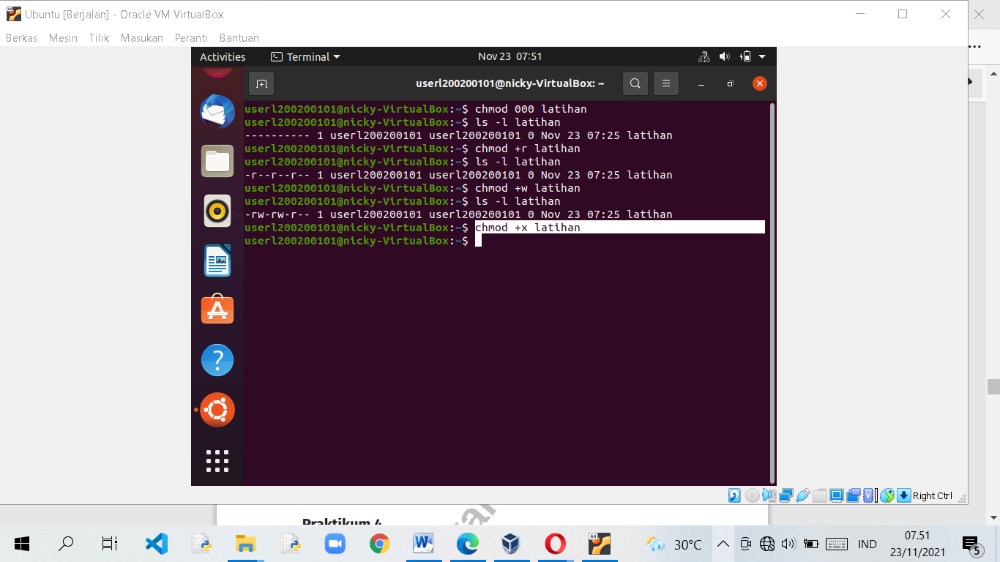 Ubuntu [Berjalan] - Oracle VM VirtualBox
Berkas Mesin Tilik Masukan Peranti Bantuan
Activities Terminal Nov 23 07:51
userl200200101@nicky-VirtualBox: ~
userl200200101@nicky-VirtualBox:~$ chmod 000 latihan
userl200200101@nicky-VirtualBox:~$ ls -l latihan
---------- 1 userl200200101 userl200200101 0 Nov 23 07:25 latihan
userl200200101@nicky-VirtualBox:~$ chmod +r latihan
userl200200101@nicky-VirtualBox:~$ ls -l latihan
-r--r--r-- 1 userl200200101 userl200200101 0 Nov 23 07:25 latihan
userl200200101@nicky-VirtualBox:~$ chmod +w latihan
userl200200101@nicky-VirtualBox:~$ ls -l latihan
-rw-rw-r-- 1 userl200200101 userl200200101 0 Nov 23 07:25 latihan
userl200200101@nicky-VirtualBox:~$ chmod +x latihan
userl200200101@nicky-VirtualBox:~$
Right Ctrl
Praktikum 4
30°C IND 07.51
23/11/2021 5